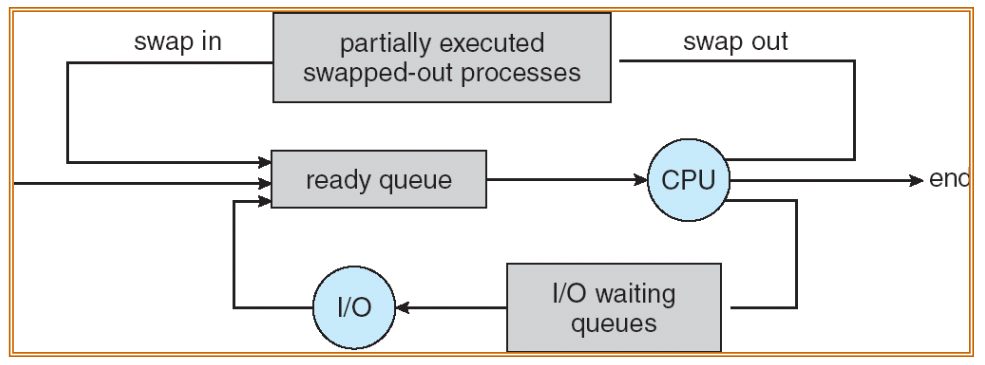 swap in
partially executed
swapped-out processes
swap out
ready queue
CPU
end
I/O
I/O waiting
queues